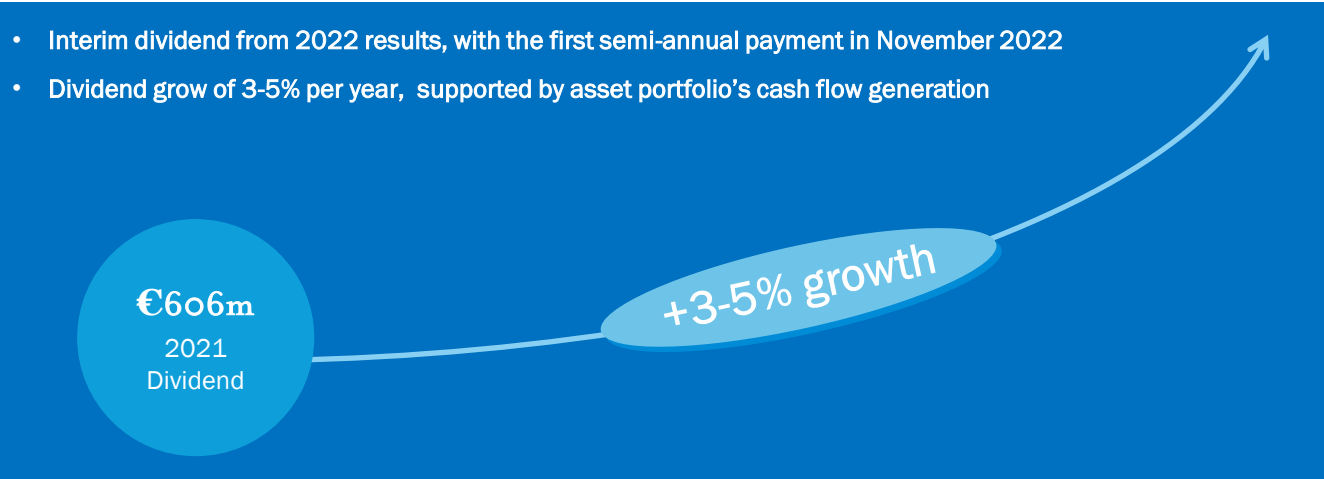 • Interim dividend from 2022 results, with the first semi-annual payment in November 2022
• Dividend grow of 3-5% per year, supported by asset portfolio's cash flow generation
+3-5% growth
€606m
2021
Dividend